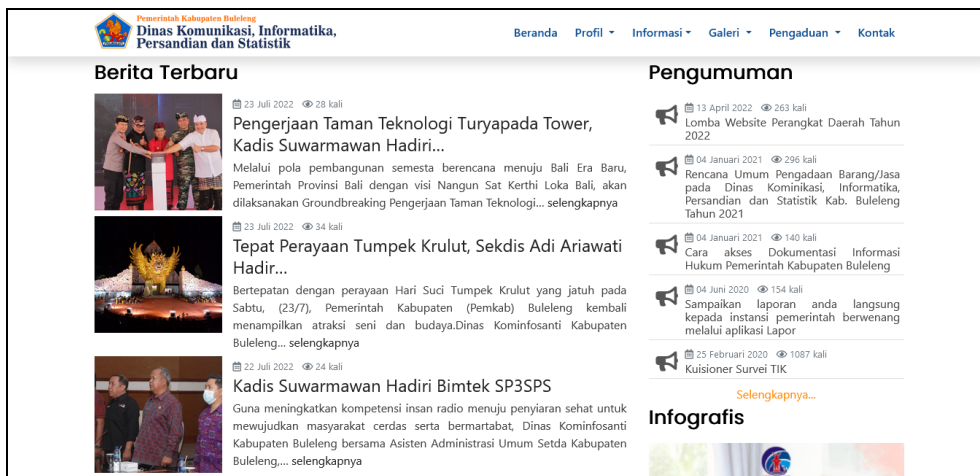 Pemerintah Kabupaten Buleleng
Dinas Komunikasi, Informatika,
Persandian dan Statistik
Beranda Profil Informasi Galeri Pengaduan Kontak
Berita Terbaru
23 Juli 2022 28 kali
Pengerjaan Taman Teknologi Turyapada Tower,
Kadis Suwarmawan Hadiri...
Melalui pola pembangunan semesta berencana menuju Bali Era Baru,
Pemerintah Provinsi Bali dengan visi Nangun Sat Kerthi Loka Bali, akan
dilaksanakan Groundbreaking Pengerjaan Taman Teknologi... selengkapnya
23 Juli 2022 34 kali
Tepat Perayaan Tumpek Krulut, Sekdis Adi Ariawati
Hadir...
Bertepatan dengan perayaan Hari Suci Tumpek Krulut yang jatuh pada
Sabtu, (23/7), Pemerintah Kabupaten (Pemkab) Buleleng kembali
menampilkan atraksi seni dan budaya.Dinas Kominfosanti Kabupaten
Buleleng... selengkapnya
22 Juli 2022 24 kali
Kadis Suwarmawan Hadiri Bimtek SP3SPS
Guna meningkatkan kompetensi insan radio menuju penyiaran sehat untuk
mewujudkan masyarakat cerdas serta bermartabat, Dinas Kominfosanti
Kabupaten Buleleng bersama Asisten Administrasi Umum Setda Kabupaten
Buleleng,... selengkapnya
Pengumuman
13 April 2022 263 kali
Lomba Website Perangkat Daerah Tahun
2022
04 Januari 2021 296 kali
Rencana Umum Pengadaan Barang/Jasa
pada Dinas Kominikasi, Informatika,
Persandian dan Statistik Kab. Buleleng
Tahun 2021
04 Januari 2021 140 kali
Cara akses Dokumentasi Informasi
Hukum Pemerintah Kabupaten Buleleng
04 Juni 2020 154 kali
Sampaikan laporan anda langsung
kepada instansi pemerintah berwenang
melalui aplikasi Lapor
25 Februari 2020 1087 kali
Kuisioner Survei TIK
Selengkapnya...
Infografis